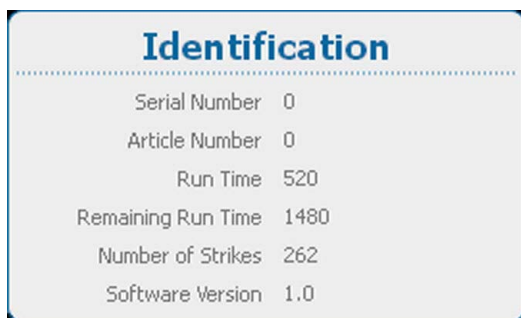 Identification
Serial Number 0
Article Number 0
Run Time 520
Remaining Run Time 1480
Number of Strikes 262
Software Version 1.0